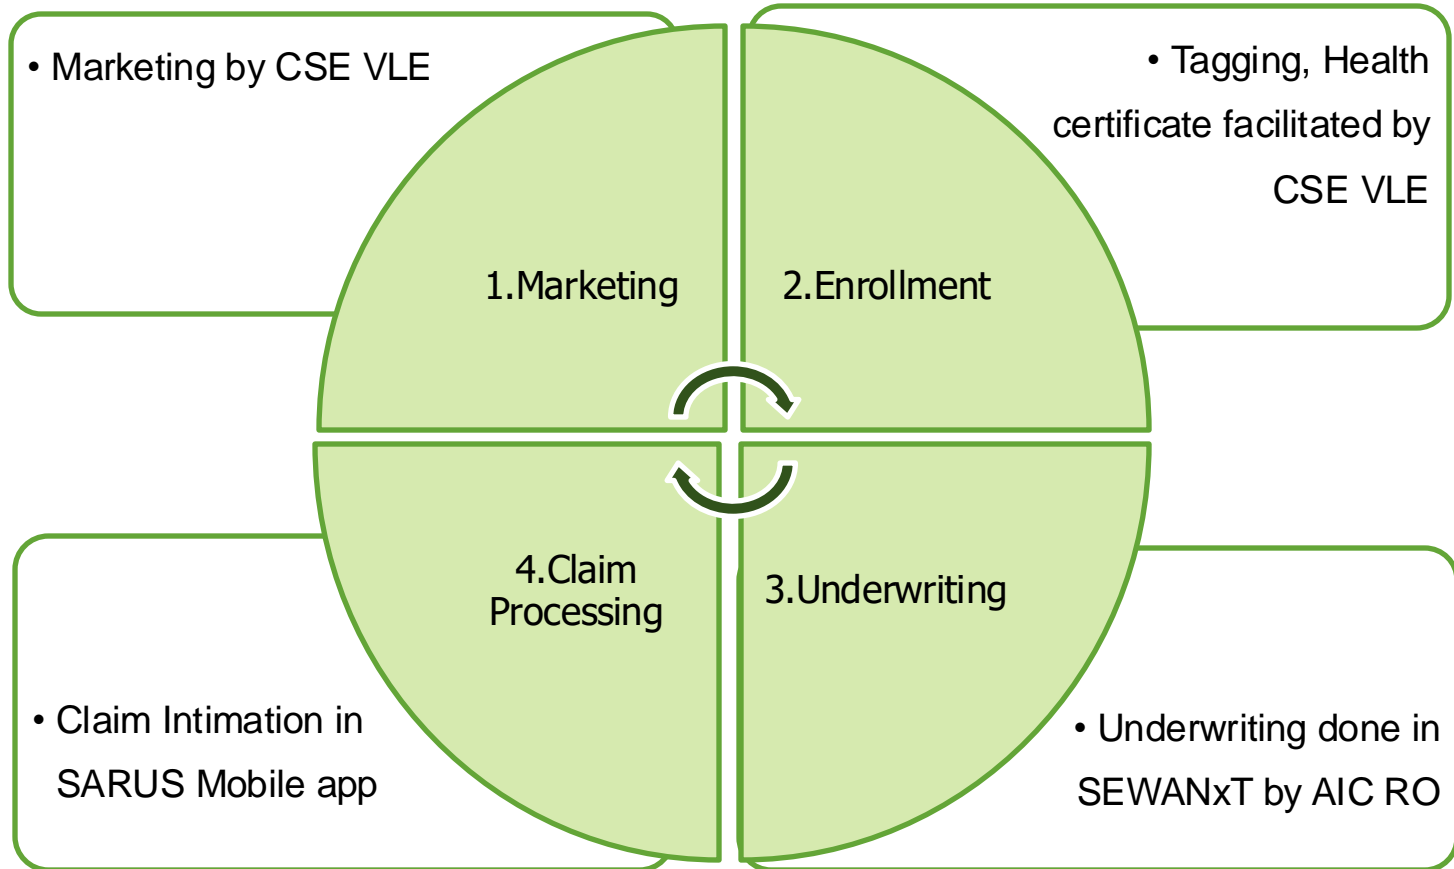 • Marketing by CSE VLE
• Tagging, Health
certificate facilitated by
CSE VLE
1.Marketing
2.Enrollment
4.Claim
Processing
3.Underwriting
• Claim Intimation in
SARUS Mobile app
• Underwriting done in
SEWANxT by AIC RO